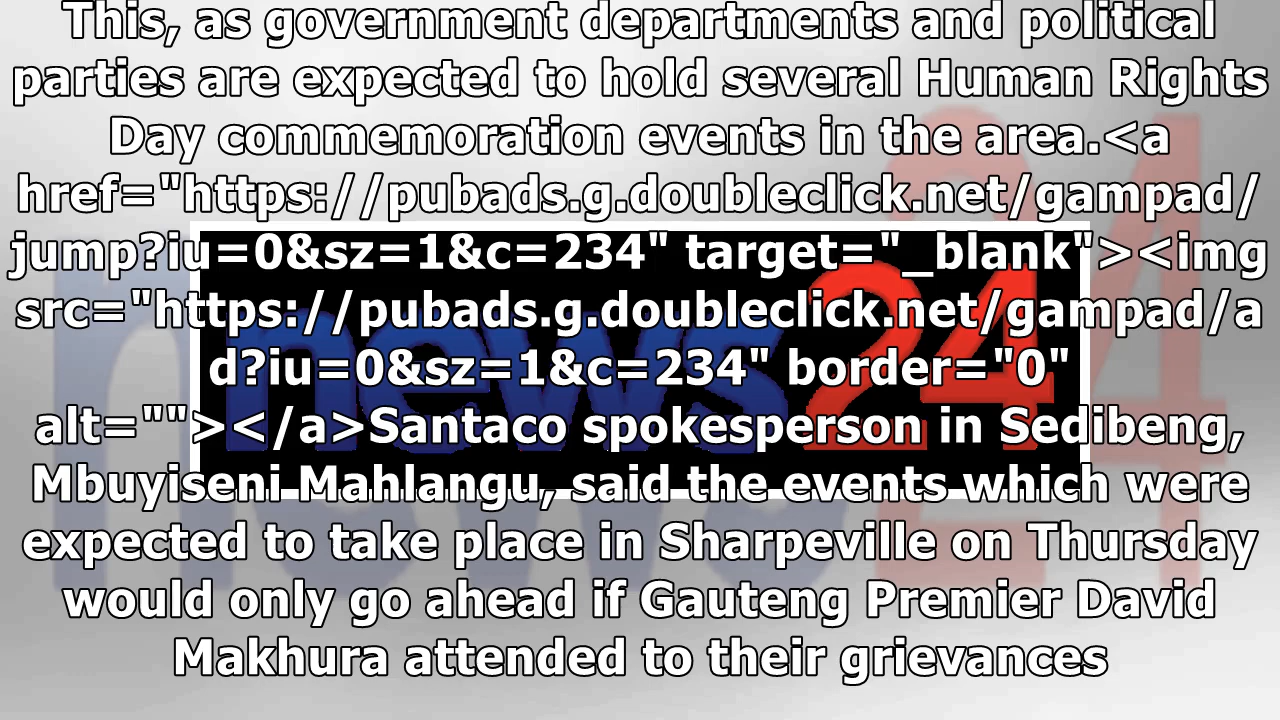 This, as government departments and political
parties are expected to hold several Human Rights
Day commemoration events in the area.<a
href="https://pubads.g.doubleclick.net/gampad/
jump?iu=0&sz=1&c=234" target="_blank"><img
src="https://pubads.g.doubleclick.net/gampad/a
d?iu=0&sz=1&c=234" border="0"
alt=""></a>Santaco spokesperson in Sedibeng,
Mbuyiseni Mahlangu, said the events which were
expected to take place in Sharpeville on Thursday
would only go ahead if Gauteng Premier David
Makhura attended to their grievances
news24